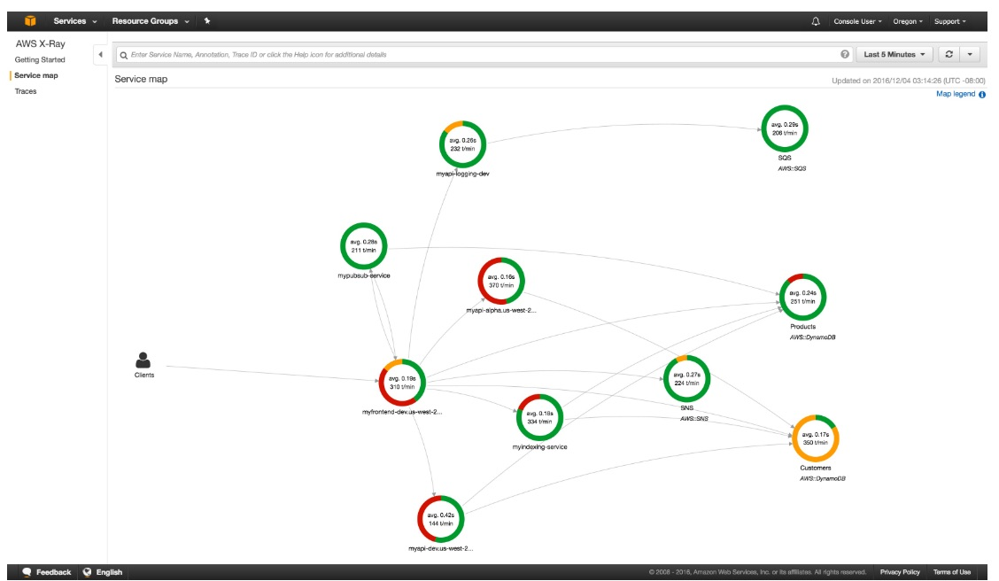 Services
Resource Groups
Console User
Oregon
Support
AWS X-Ray
Getting Started
Service map
Traces
Enter Service Name, Annotation, Trace ID or click the Help icon for additional details
Last 5 Minutes
Service map
Updated on 2016/12/04 03:14:26 (UTC -08:00)
Map legend
avg. 0.26s
232 t/min
myapi-logging-dev
avg. 0.29s
206 t/min
SQS
AWS::SQS
avg. 0.28s
211 t/min
mypubsub-service
avg. 0.16s
370 t/min
myapi-alpha.us-west-2...
avg. 0.24s
251 t/min
Products
AWS::DynamoDB
Clients
avg. 0.19s
310 t/min
myfrontend-dev.us-west-2...
avg. 0.27s
224 t/min
SNS
AWS::SNS
avg. 0.18s
334 t/min
myindexing-service
avg. 0.17s
350 t/min
Customers
AWS::DynamoDB
avg. 0.42s
144 t/min
myapi-dev.us-west-2...
Feedback
English
© 2008 - 2016, Amazon Web Services, Inc. or its affiliates. All rights reserved.
Privacy Policy
Terms of Use